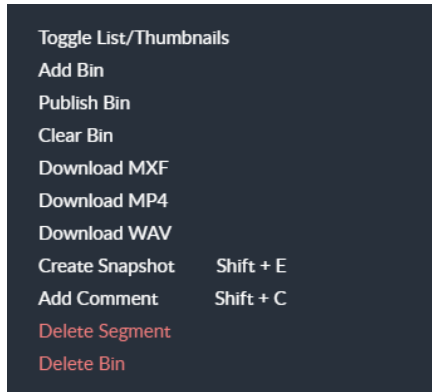 Toggle List/Thumbnails
Add Bin
Publish Bin
Clear Bin
Download MXF
Download MP4
Download WAV
Create Snapshot Shift + E
Add Comment Shift + C
Delete Segment
Delete Bin